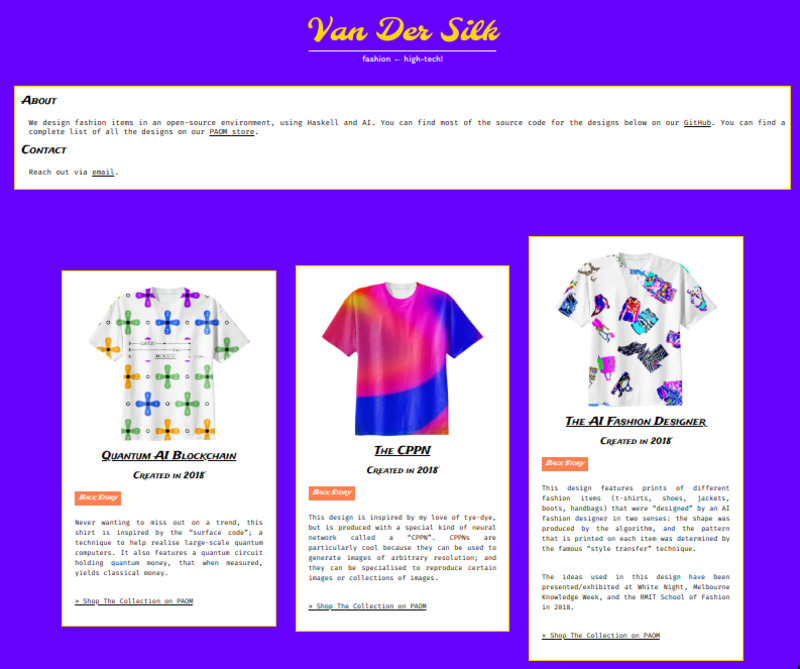 Van Der Silk
fashion ← high-tech!
About
We design fashion items in an open-source environment, using Haskell and AI. You can find most of the source code for the designs below on our GitHub. You can find a
complete list of all the designs on our PAOM store.
Contact
Reach out via email.
Quantum AI Blockchain
Created in 2018
Back Story
Never wanting to miss out on a trend, this
shirt is inspired by the “surface code”; a
technique to help realise large-scale quantum
computers. It also features a quantum circuit
holding quantum money, that when measured,
yields classical money.
» Shop The Collection on PAOM
The CPPN
Created in 2018
Back Story
This design is inspired by my love of tye-dye,
but is produced with a special kind of neural
network called a “CPPN”. CPPNs are
particularly cool because they can be used to
generate images of arbitrary resolution; and
they can be specialised to reproduce certain
images or collections of images.
» Shop The Collection on PAOM
The AI Fashion Designer
Created in 2018
Back Story
This design features prints of different
fashion items (t-shirts, shoes, jackets,
boots, handbags) that were “designed” by an AI
fashion designer in two senses: the shape was
produced by the algorithm, and the pattern
that is printed on each item was determined by
the famous “style transfer” technique.
The ideas used in this design have been
presented/exhibited at White Night, Melbourne
Knowledge Week, and the RMIT School of Fashion
in 2018.
» Shop The Collection on PAOM